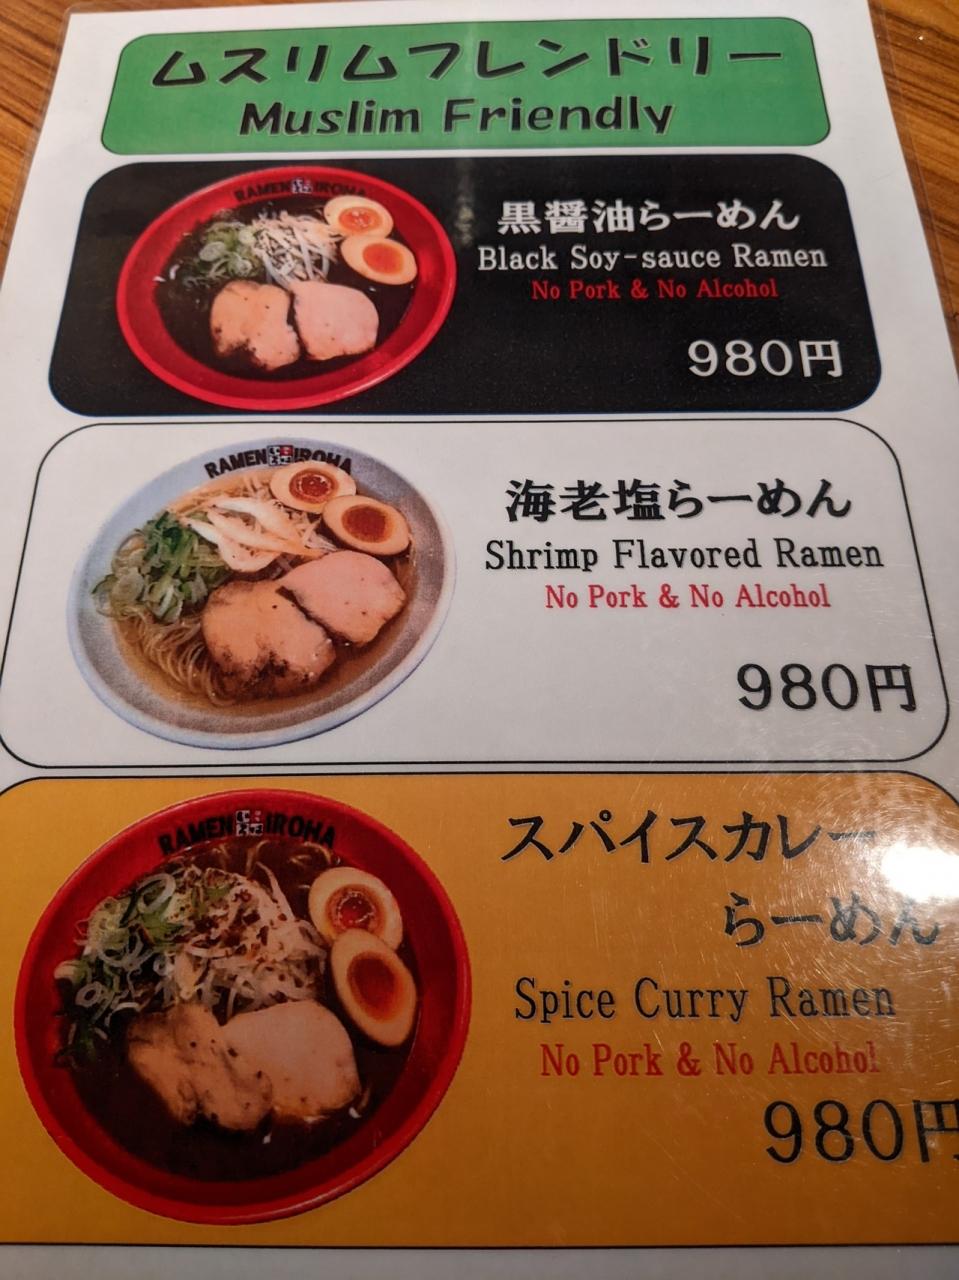 ムスリムフレンドリー
Muslim Friendly
RAMEN IROHA
黒醤油らーめん
Black Soy-sauce Ramen
No Pork & No Alcohol
980円
RAMEN IROHA
海老塩らーめん
Shrimp Flavored Ramen
No Pork & No Alcohol
980円
RAMEN IROHA
スパイスカレー
らーめん
Spice Curry Ramen
No Pork & No Alcohol
980円